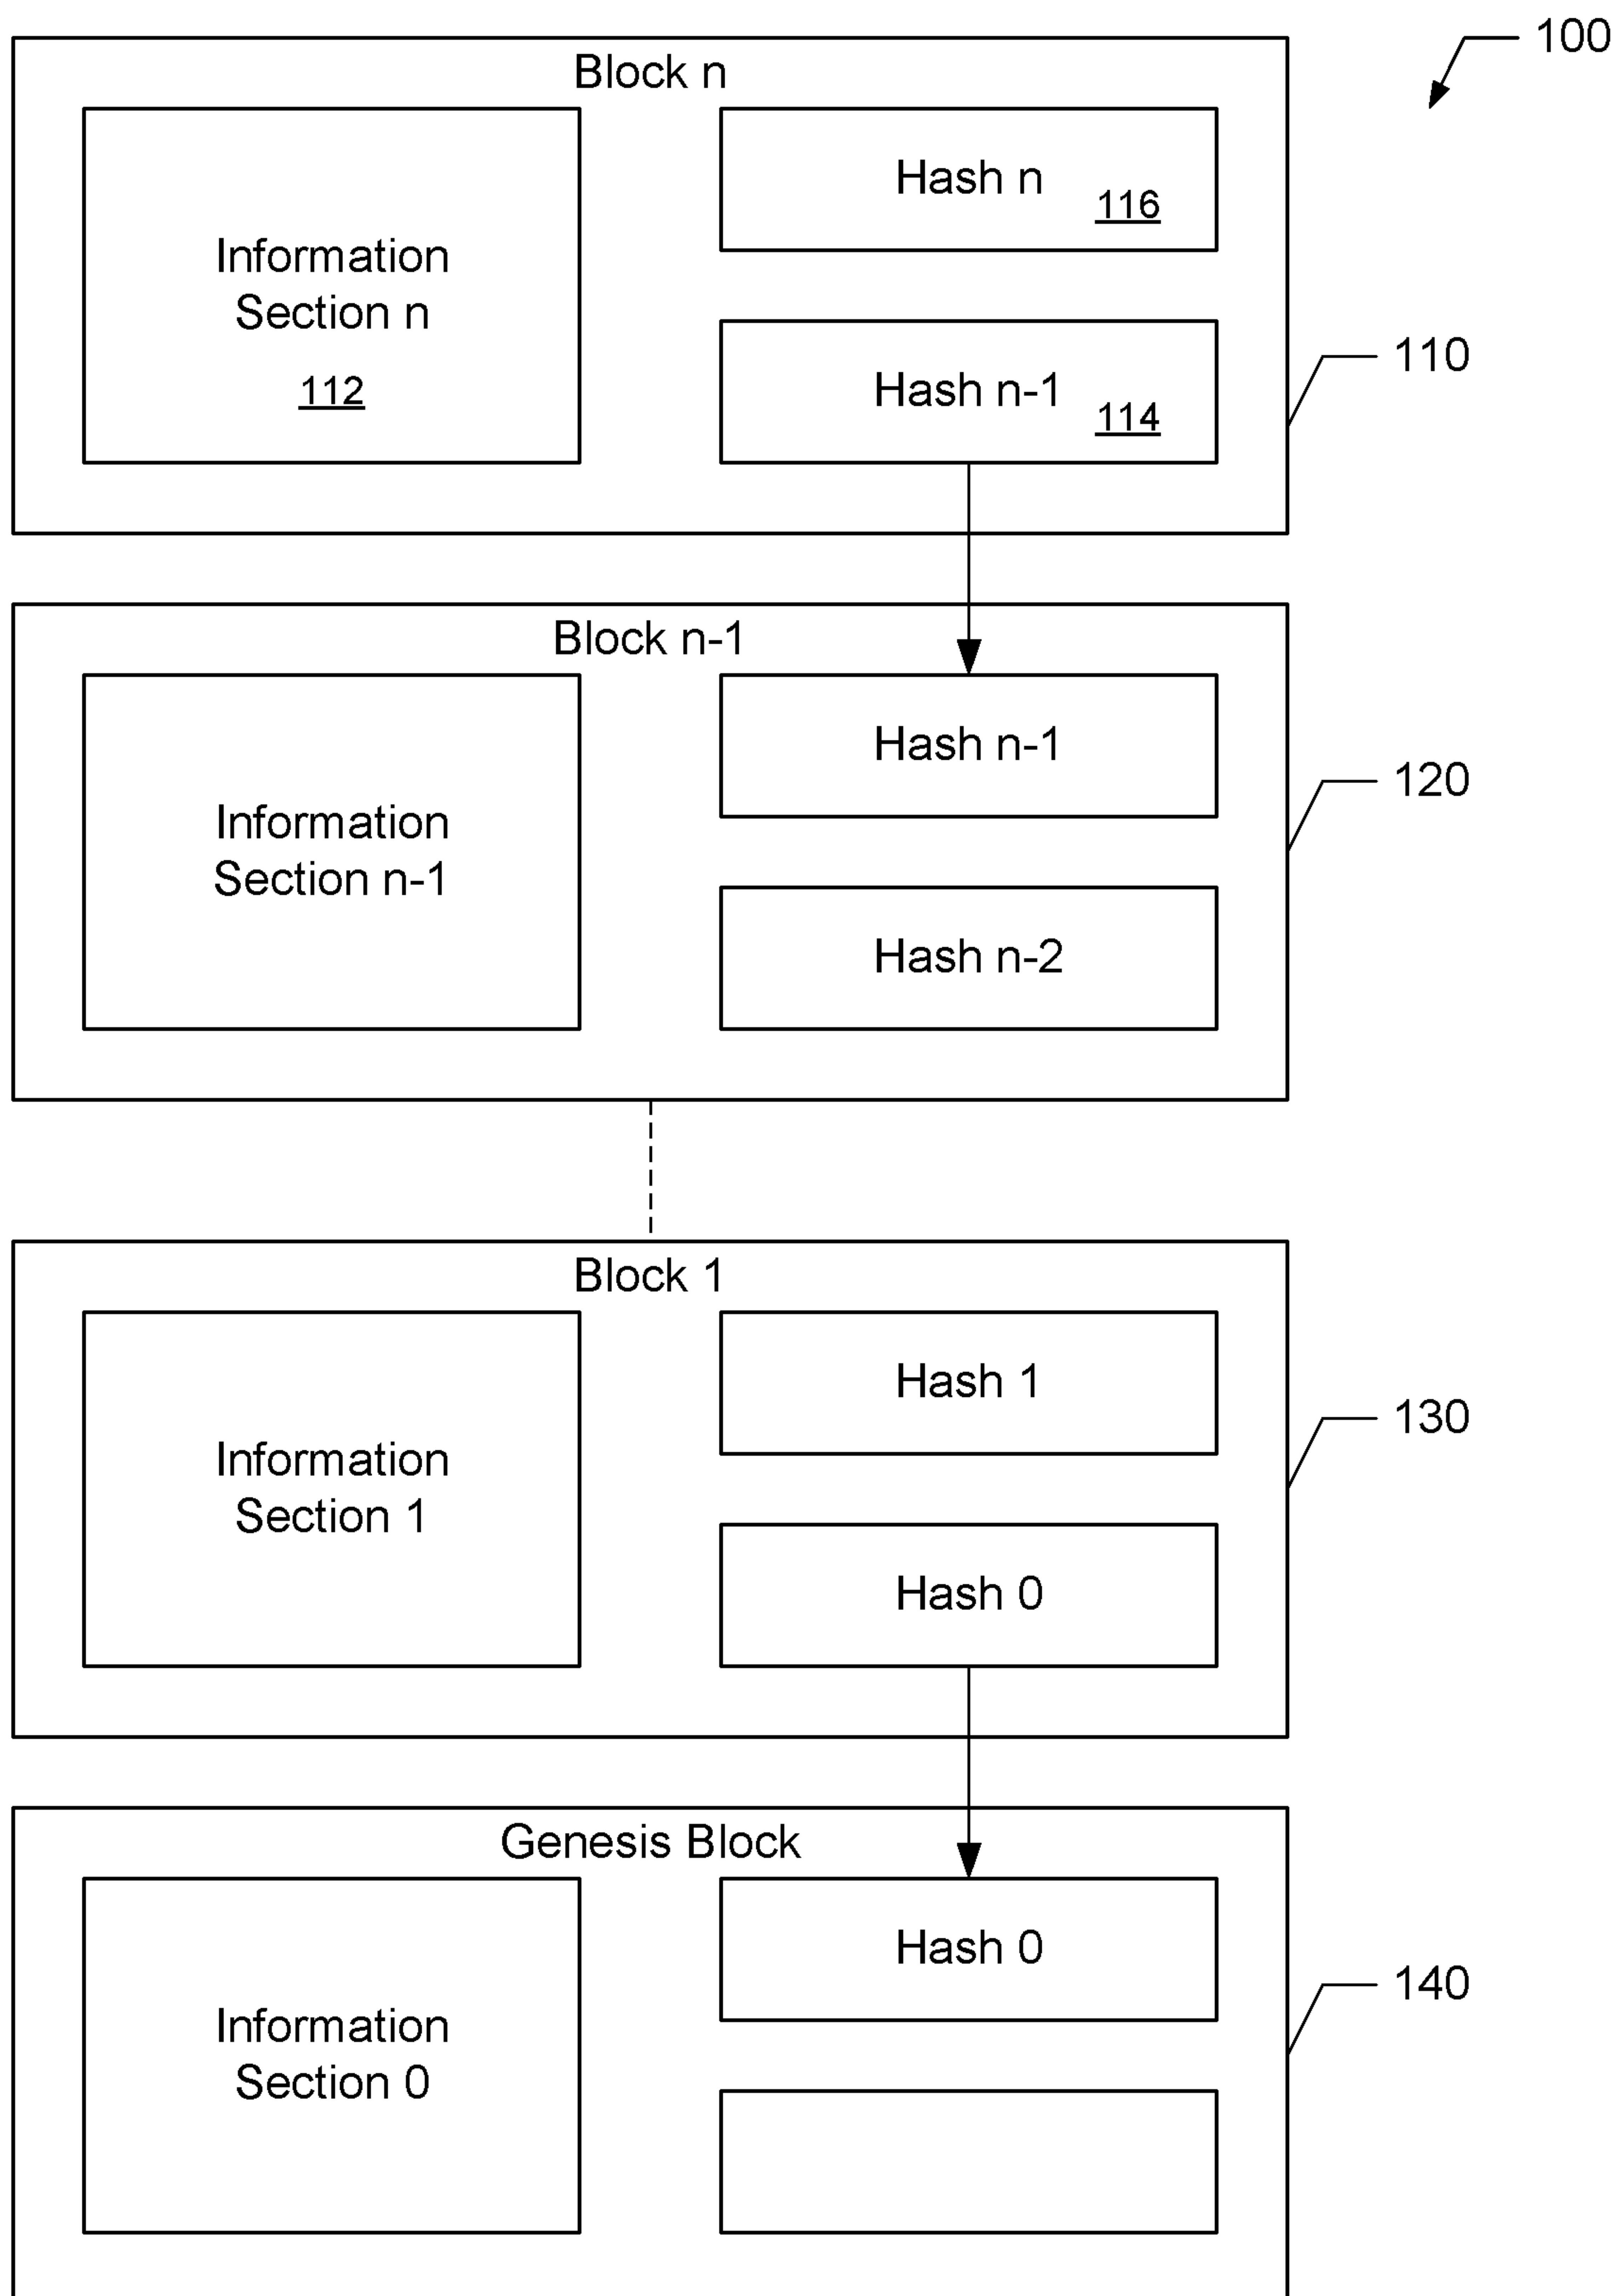 100
Block n
Information
Section n
112
Hash n
116
Hash n-1
114
110
Block n-1
Information
Section n-1
Hash n-1
Hash n-2
120
Block 1
Information
Section 1
Hash 1
Hash 0
130
Genesis Block
Information
Section 0
Hash 0
140